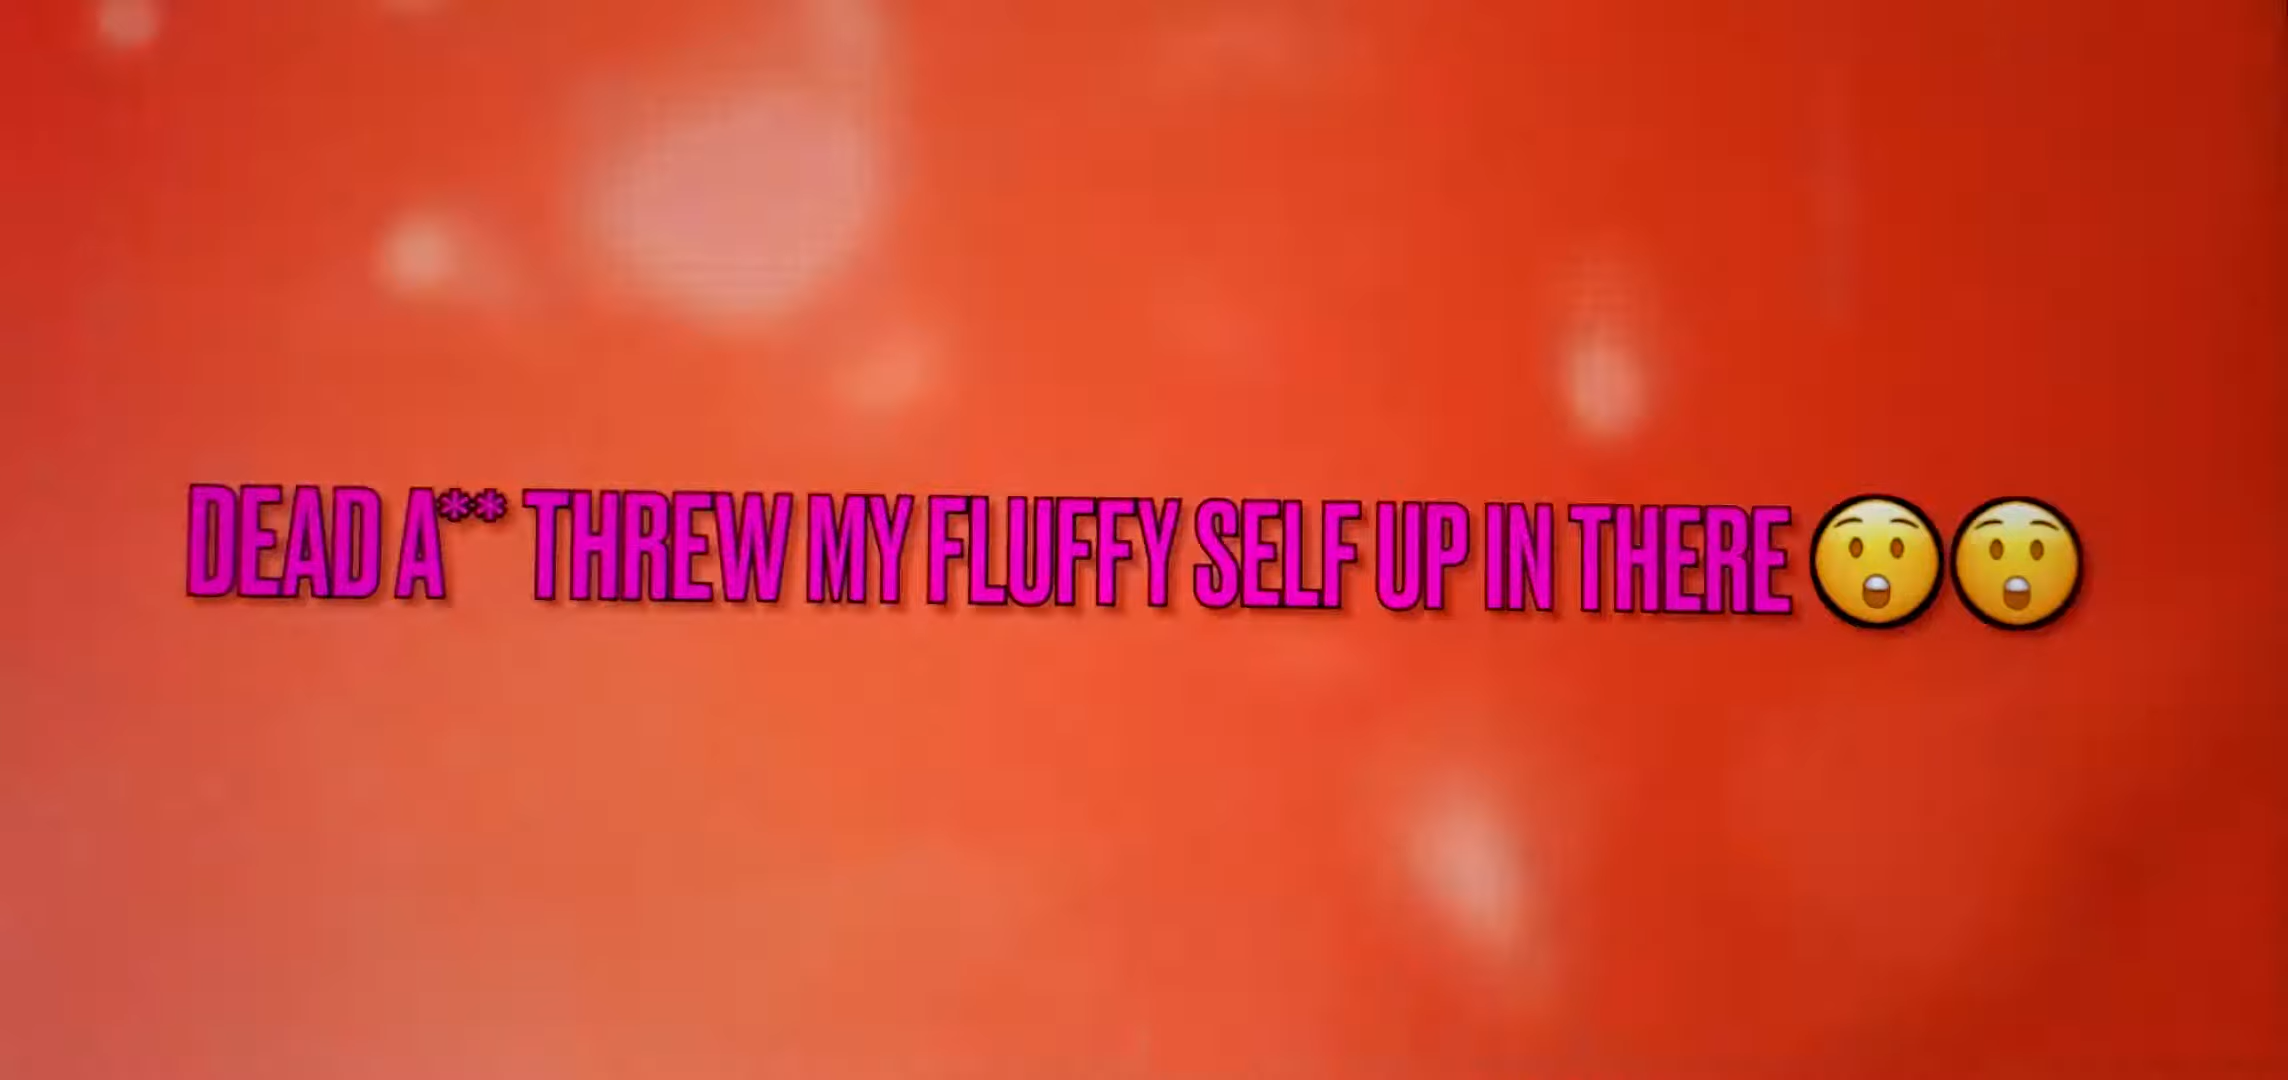 DEAD A** THREW MY FLUFFY SELF UP IN THERE 😲😲